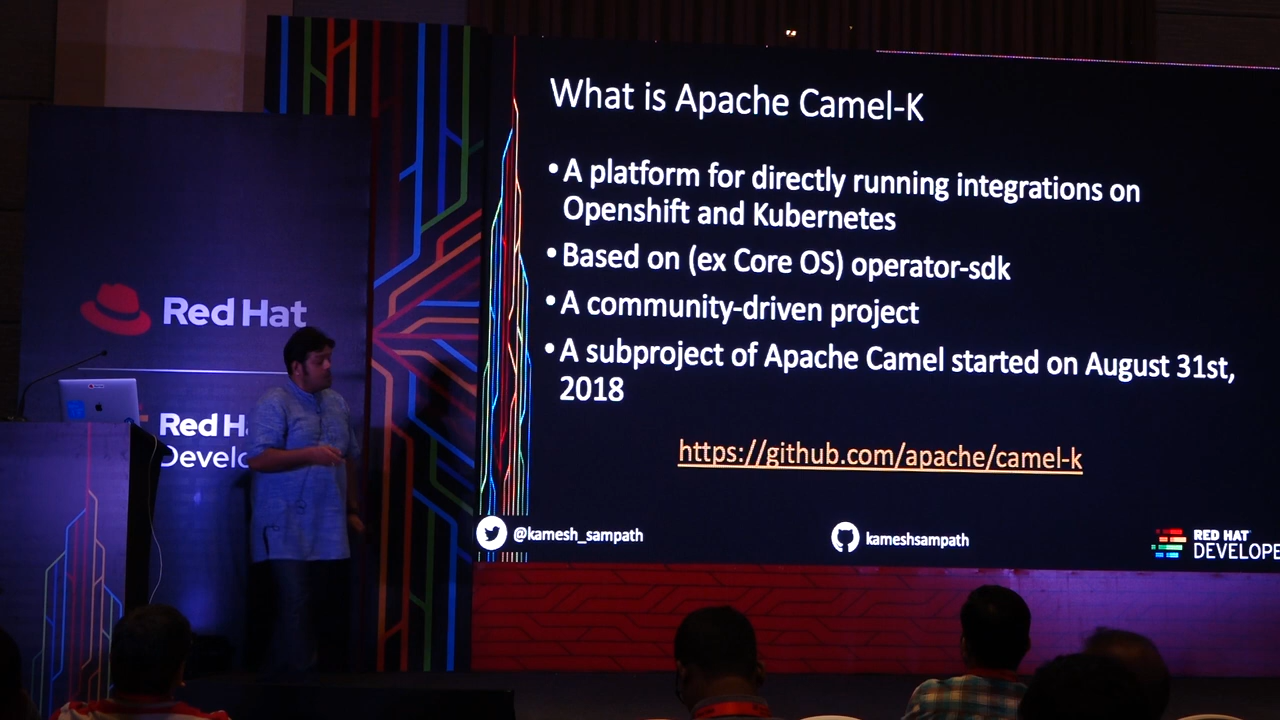 What is Apache Camel-K
• A platform for directly running integrations on
Openshift and Kubernetes
• Based on (ex Core OS) operator-sdk
• A community-driven project
• A subproject of Apache Camel started on August 31st,
2018
https://github.com/apache/camel-k
@kamesh_sampath
kameshsampath
RED HAT
DEVELOPE
Red Hat
Red Ha
Develo